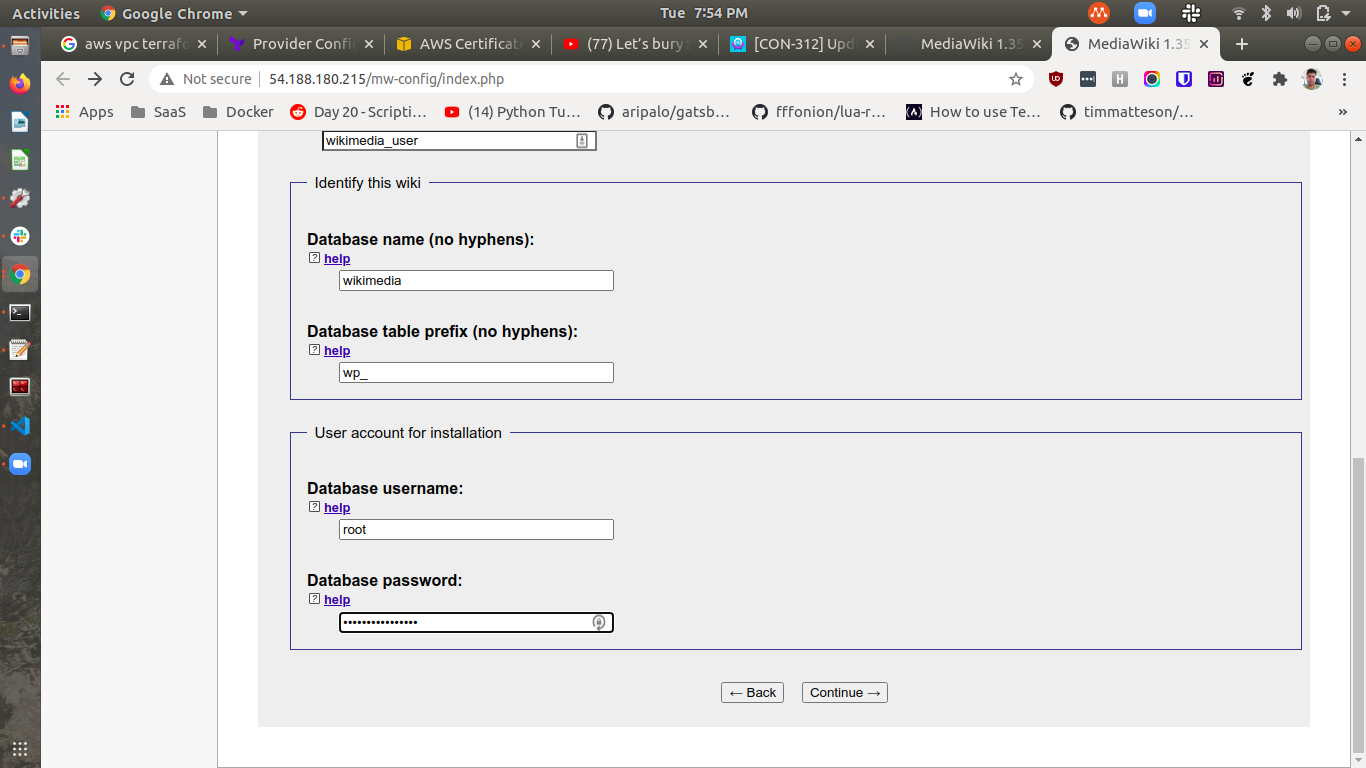 Activities Google Chrome Tue 7:54 PM
aws vpc terrafo Provider Config AWS Certificate (77) Let's bury S [CON-312] Upd MediaWiki 1.35 MediaWiki 1.35
Not secure 54.188.180.215/mw-config/index.php
Apps SaaS Docker Day 20 - Scripti... (14) Python Tu... aripalo/gatsb... fffonion/lua-r... How to use Te... timmatteson/... »
wikimedia_user
Identify this wiki
Database name (no hyphens):
? help
wikimedia
Database table prefix (no hyphens):
? help
wp_
User account for installation
Database username:
? help
root
Database password:
? help
••••••••••••••••
← Back Continue →